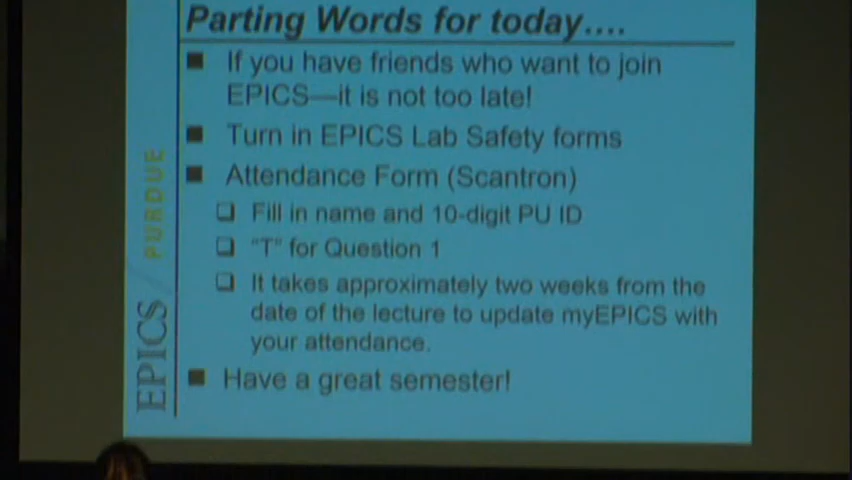 Parting Words for today....
If you have friends who want to join
EPICS—it is not too late!
Turn in EPICS Lab Safety forms
Attendance Form (Scantron)
Fill in name and 10-digit PU ID
"T" for Question 1
It takes approximately two weeks from the
date of the lecture to update myEPICS with
your attendance.
Have a great semester!
EPICS / PURDUE